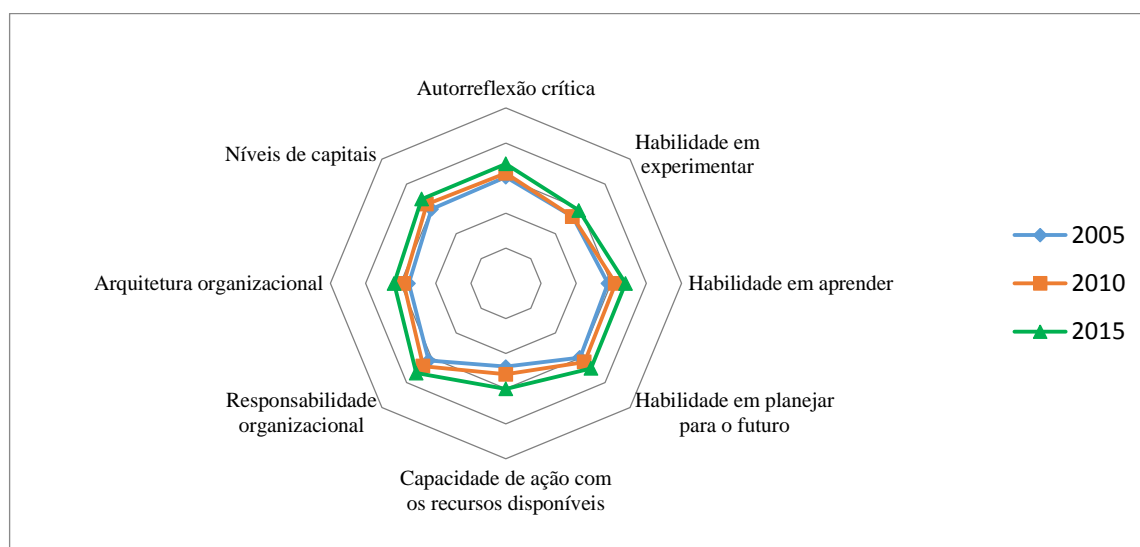 Autorreflexão crítica
Habilidade em
experimentar
Habilidade em aprender
Habilidade em planejar
para o futuro
Capacidade de ação com
os recursos disponíveis
Responsabilidade
organizacional
Arquitetura organizacional
Níveis de capitais
2005
2010
2015